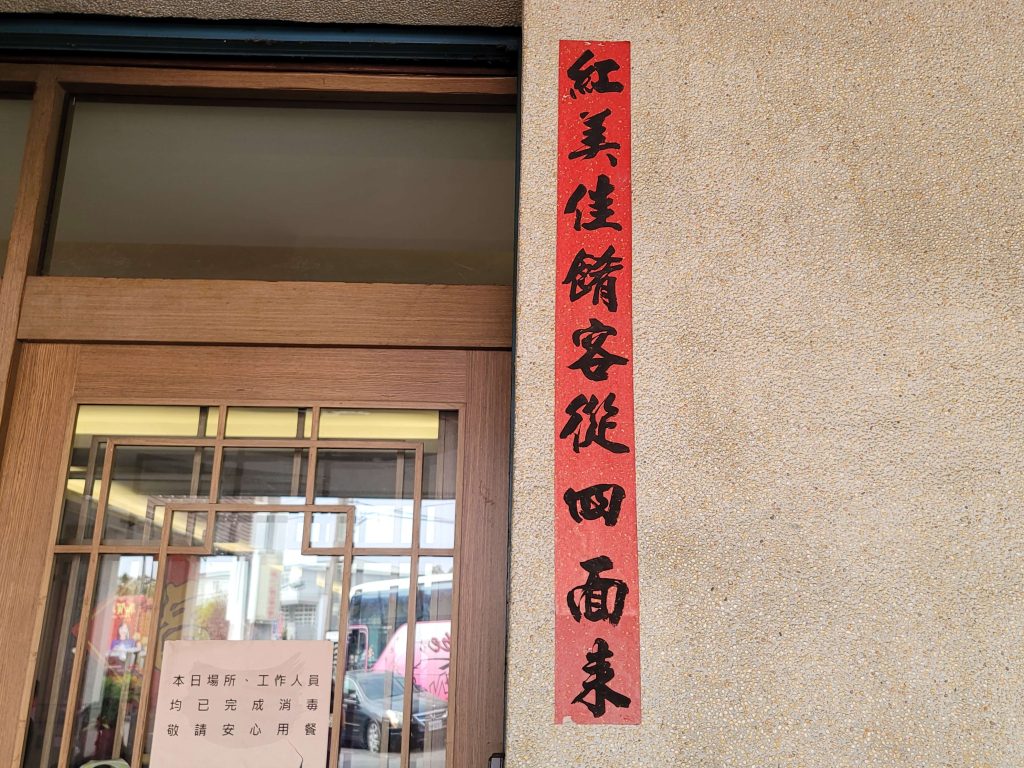 紅美佳餚客從四面來
本日場所、工作人員
均已完成消毒
敬請安心用餐